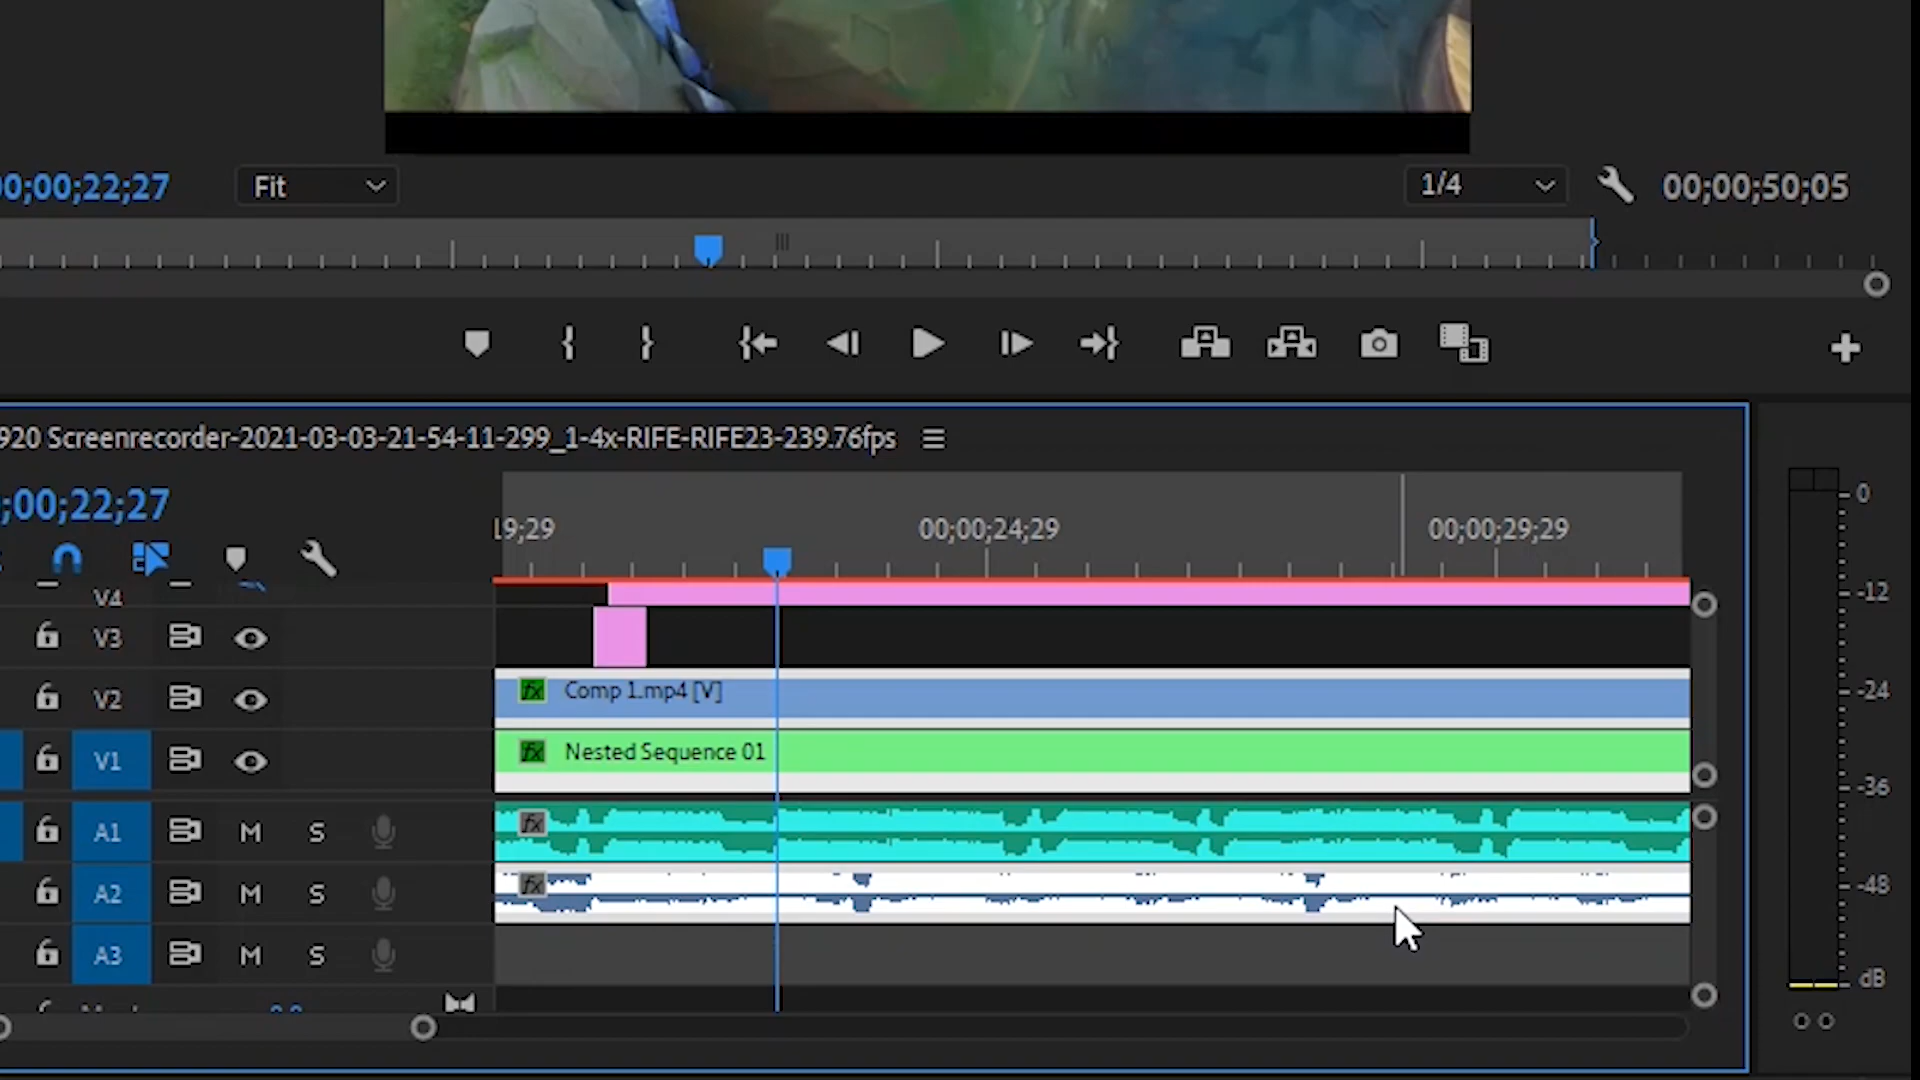 00;00;22;27 Fit 1/4 00;00;50;05
920 Screenrecorder-2021-03-03-21-54-11-299_1-4x-RIFE-RIFE23-239.76fps
;00;22;27
19;29 00;00;24;29 00;00;29;29
V4
V3
V2 fx Comp 1.mp4 [V]
V1 fx Nested Sequence 01
A1 M S fx
A2 M S fx
A3 M S
0
-12
-24
-36
-48
dB